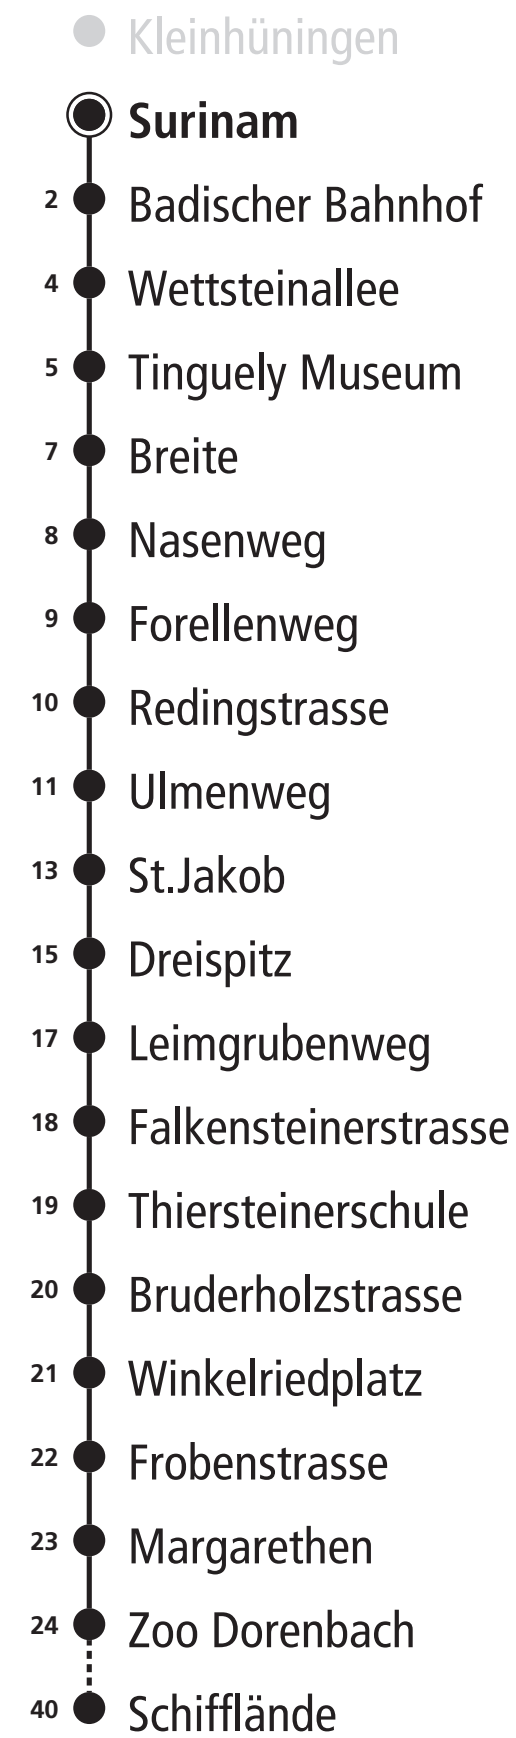 Kleinhüningen
Surinam
2 Badischer Bahnhof
4 Wettsteinallee
5 Tinguely Museum
7 Breite
8 Nasenweg
9 Forellenweg
10 Redingstrasse
11 Ulmenweg
13 St.Jakob
15 Dreispitz
17 Leimgrubenweg
18 Falkensteinerstrasse
19 Thiersteinerschule
20 Bruderholzstrasse
21 Winkelriedplatz
22 Frobenstrasse
23 Margarethen
24 Zoo Dorenbach
40 Schifflände